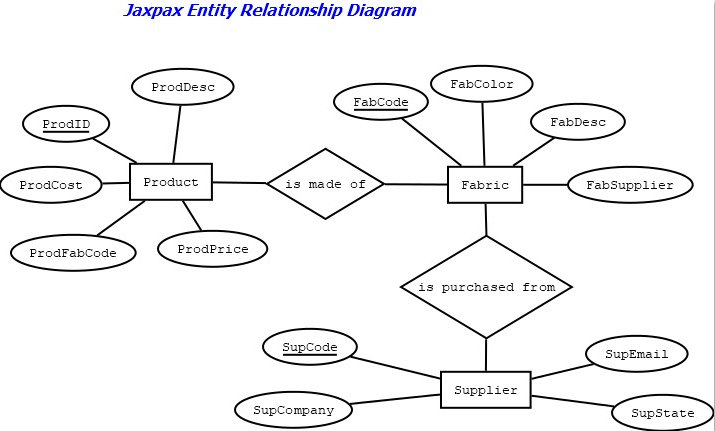 Jaxpax Entity Relationship Diagram
ProdDesc
FabColor
FabCode
ProdID
FabDesc
Product
is made of
Fabric
ProdCost
FabSupplier
ProdFabCode
ProdPrice
is purchased from
SupCode
SupEmail
Supplier
SupCompany
SupState